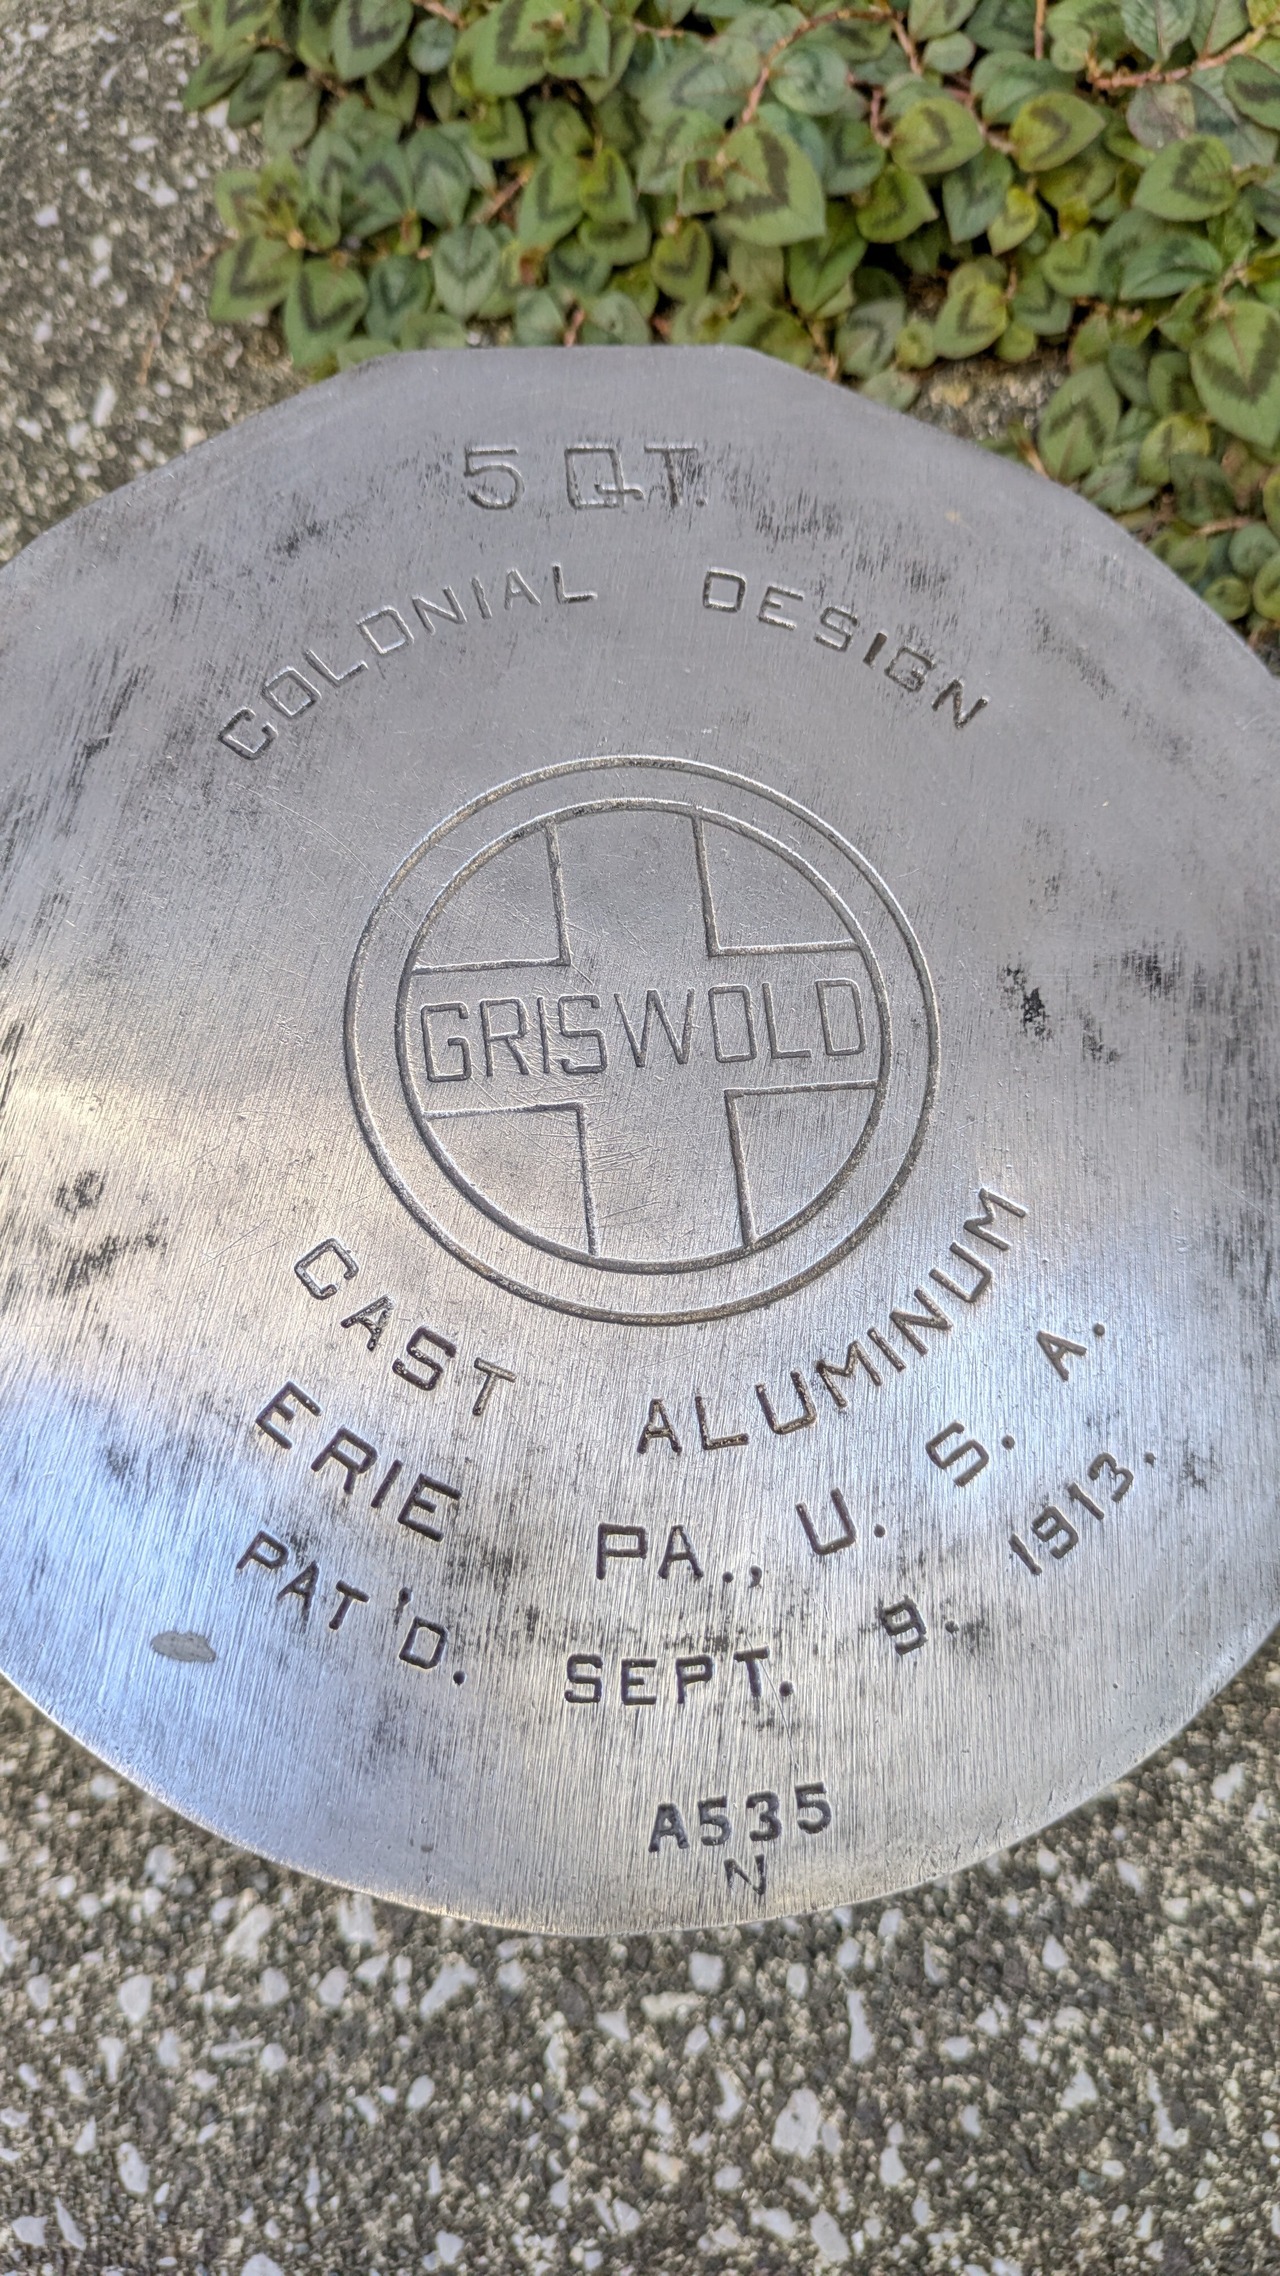 5 QT.
COLONIAL DESIGN
GRISWOLD
CAST ALUMINUM
ERIE PA., U. S. A.
PAT'D. SEPT. 9. 1913.
A535
N